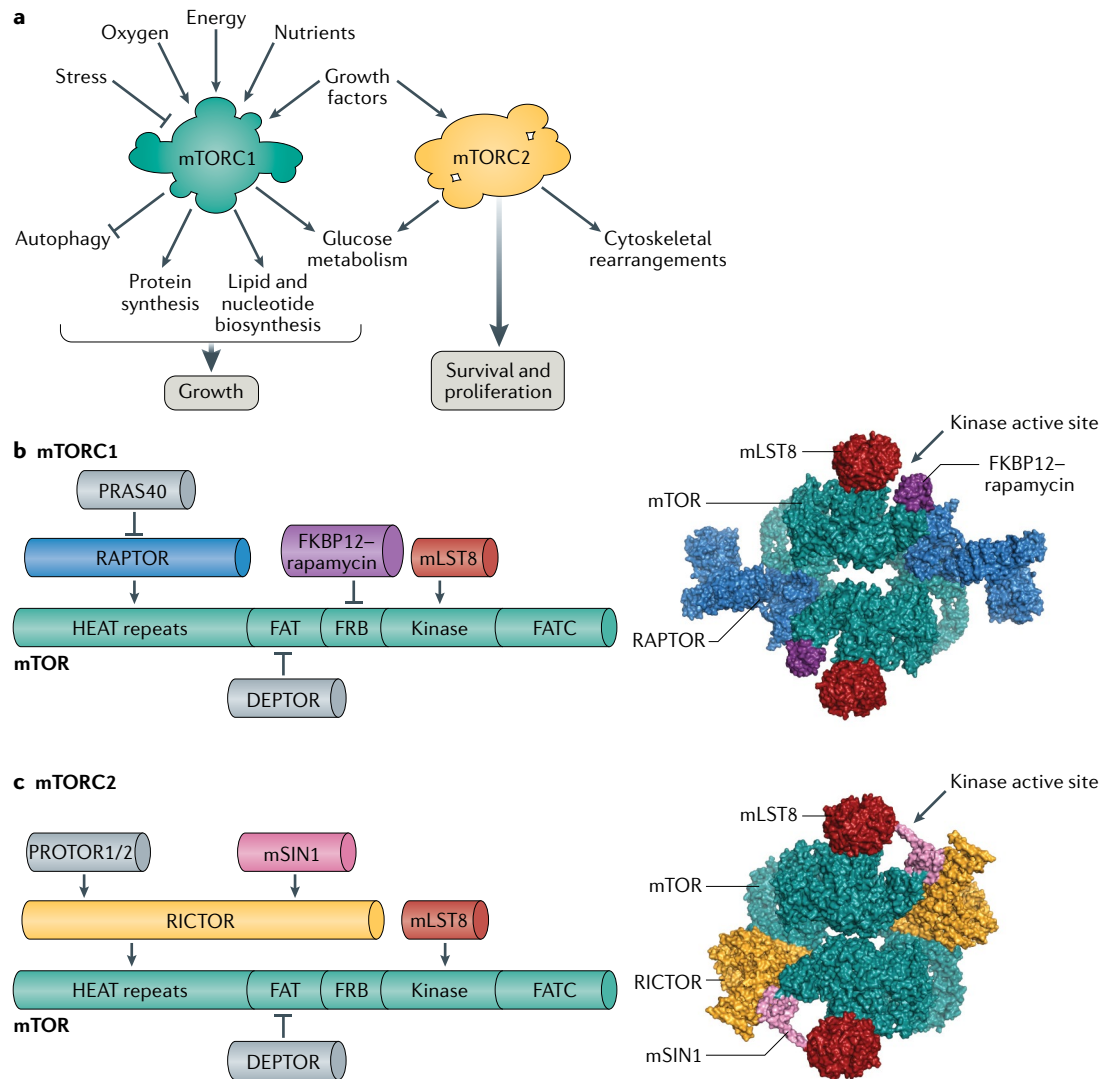 a
Energy
Oxygen
Nutrients
Stress
Growth
factors
mTORC1
mTORC2
Autophagy
Glucose
metabolism
Cytoskeletal
rearrangements
Protein
synthesis
Lipid and
nucleotide
biosynthesis
Growth
Survival and
proliferation
b mTORC1
PRAS40
RAPTOR
FKBP12–
rapamycin
mLST8
HEAT repeats
FAT
FRB
Kinase
FATC
mTOR
DEPTOR
Kinase active site
mLST8
FKBP12–
rapamycin
mTOR
RAPTOR
c mTORC2
PROTOR1/2
mSIN1
RICTOR
mLST8
HEAT repeats
FAT
FRB
Kinase
FATC
mTOR
DEPTOR
Kinase active site
mLST8
mTOR
RICTOR
mSIN1